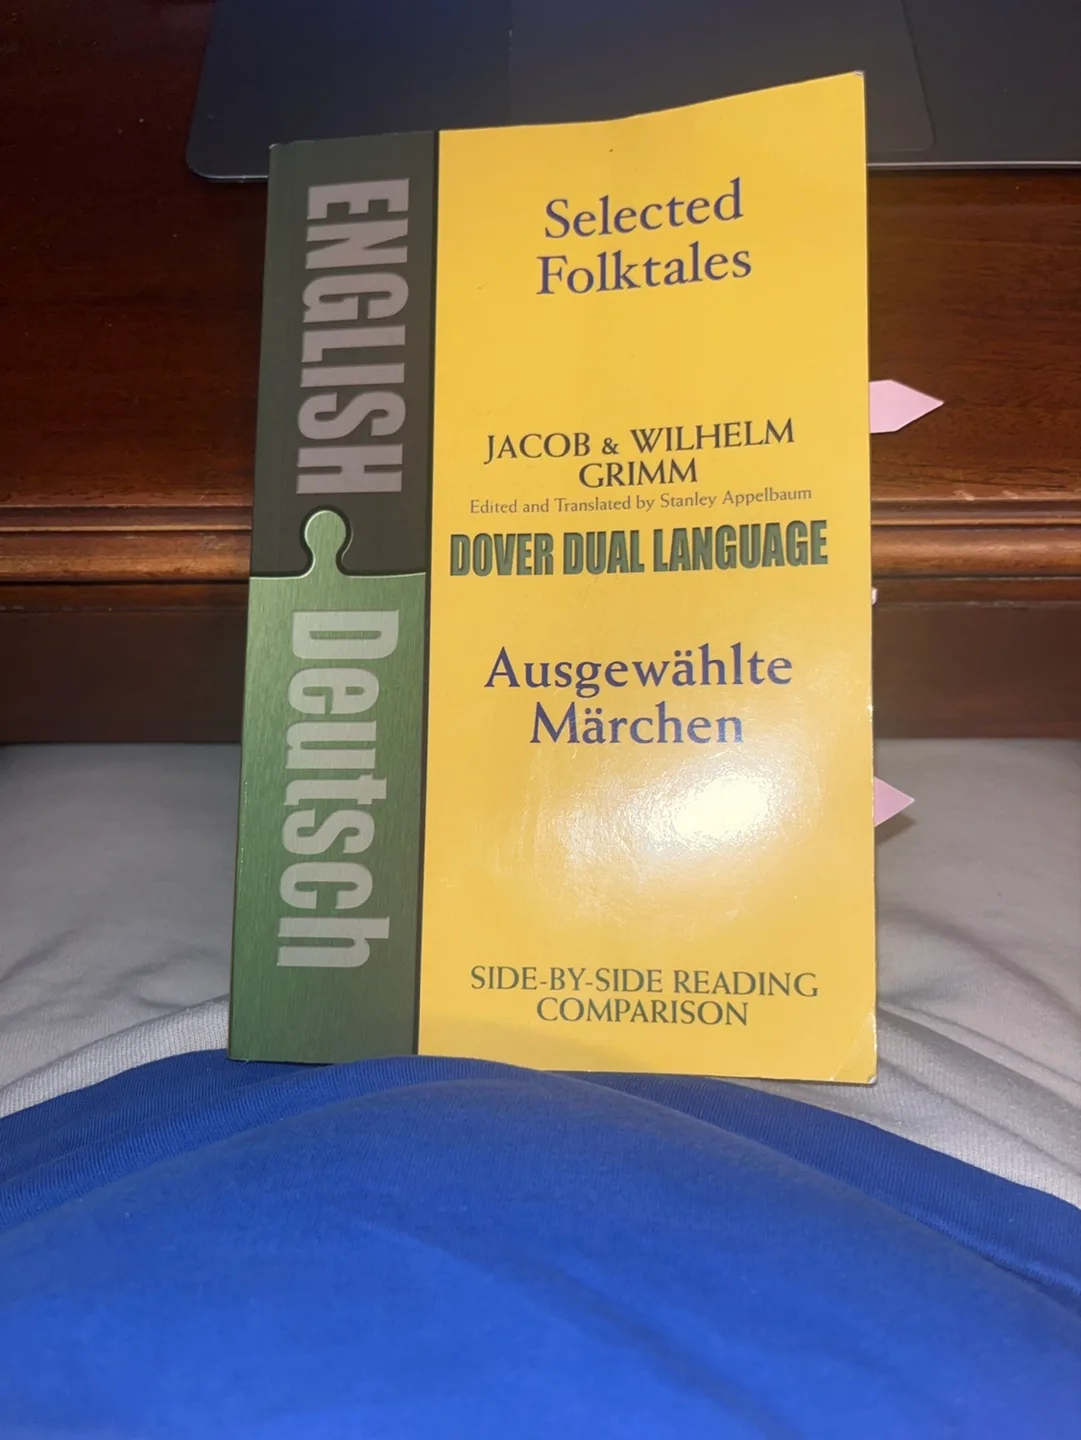 ENGLISH
Deutsch
Selected
Folktales
JACOB & WILHELM
GRIMM
Edited and Translated by Stanley Appelbaum
DOVER DUAL LANGUAGE
Ausgewählte
Märchen
SIDE-BY-SIDE READING
COMPARISON